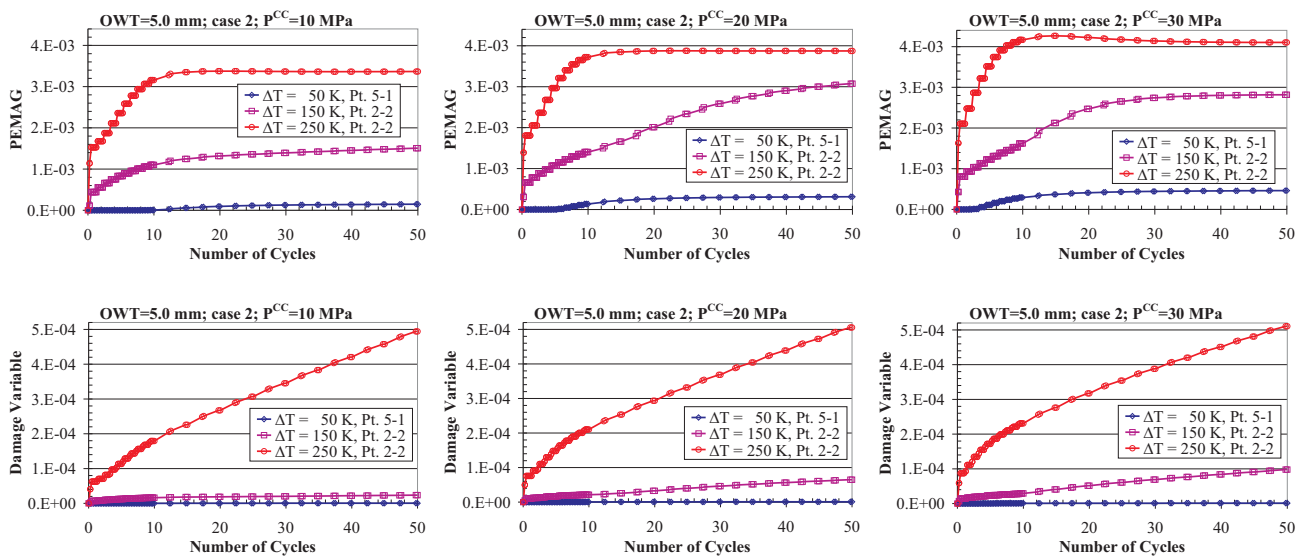 OWT=5.0 mm; case 2; P^CC=10 MPa
PEMAG
4.E-03
3.E-03
2.E-03
1.E-03
0.E+00
ΔT = 50 K, Pt. 5-1
ΔT = 150 K, Pt. 2-2
ΔT = 250 K, Pt. 2-2
0 10 20 30 40 50
Number of Cycles
OWT=5.0 mm; case 2; P^CC=20 MPa
PEMAG
4.E-03
3.E-03
2.E-03
1.E-03
0.E+00
ΔT = 50 K, Pt. 5-1
ΔT = 150 K, Pt. 2-2
ΔT = 250 K, Pt. 2-2
0 10 20 30 40 50
Number of Cycles
OWT=5.0 mm; case 2; P^CC=30 MPa
PEMAG
4.E-03
3.E-03
2.E-03
1.E-03
0.E+00
ΔT = 50 K, Pt. 5-1
ΔT = 150 K, Pt. 2-2
ΔT = 250 K, Pt. 2-2
0 10 20 30 40 50
Number of Cycles
OWT=5.0 mm; case 2; P^CC=10 MPa
Damage Variable
5.E-04
4.E-04
3.E-04
2.E-04
1.E-04
0.E+00
ΔT = 50 K, Pt. 5-1
ΔT = 150 K, Pt. 2-2
ΔT = 250 K, Pt. 2-2
0 10 20 30 40 50
Number of Cycles
OWT=5.0 mm; case 2; P^CC=20 MPa
Damage Variable
5.E-04
4.E-04
3.E-04
2.E-04
1.E-04
0.E+00
ΔT = 50 K, Pt. 5-1
ΔT = 150 K, Pt. 2-2
ΔT = 250 K, Pt. 2-2
0 10 20 30 40 50
Number of Cycles
OWT=5.0 mm; case 2; P^CC=30 MPa
Damage Variable
5.E-04
4.E-04
3.E-04
2.E-04
1.E-04
0.E+00
ΔT = 50 K, Pt. 5-1
ΔT = 150 K, Pt. 2-2
ΔT = 250 K, Pt. 2-2
0 10 20 30 40 50
Number of Cycles